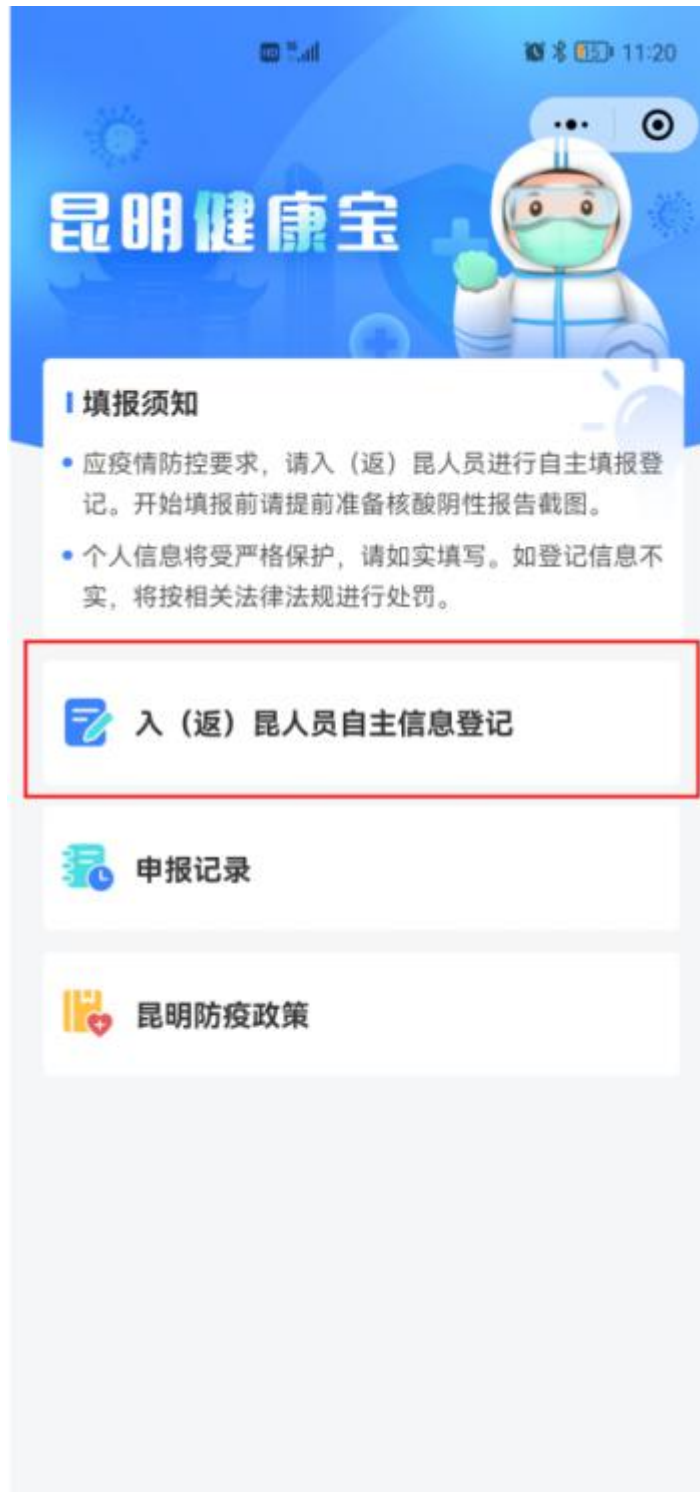 HD 5G 15 11:20
昆明健康宝
填报须知
应疫情防控要求，请入（返）昆人员进行自主填报登
记。开始填报前请提前准备核酸阴性报告截图。
个人信息将受严格保护，请如实填写。如登记信息不
实，将按相关法律法规进行处罚。
入（返）昆人员自主信息登记
申报记录
昆明防疫政策